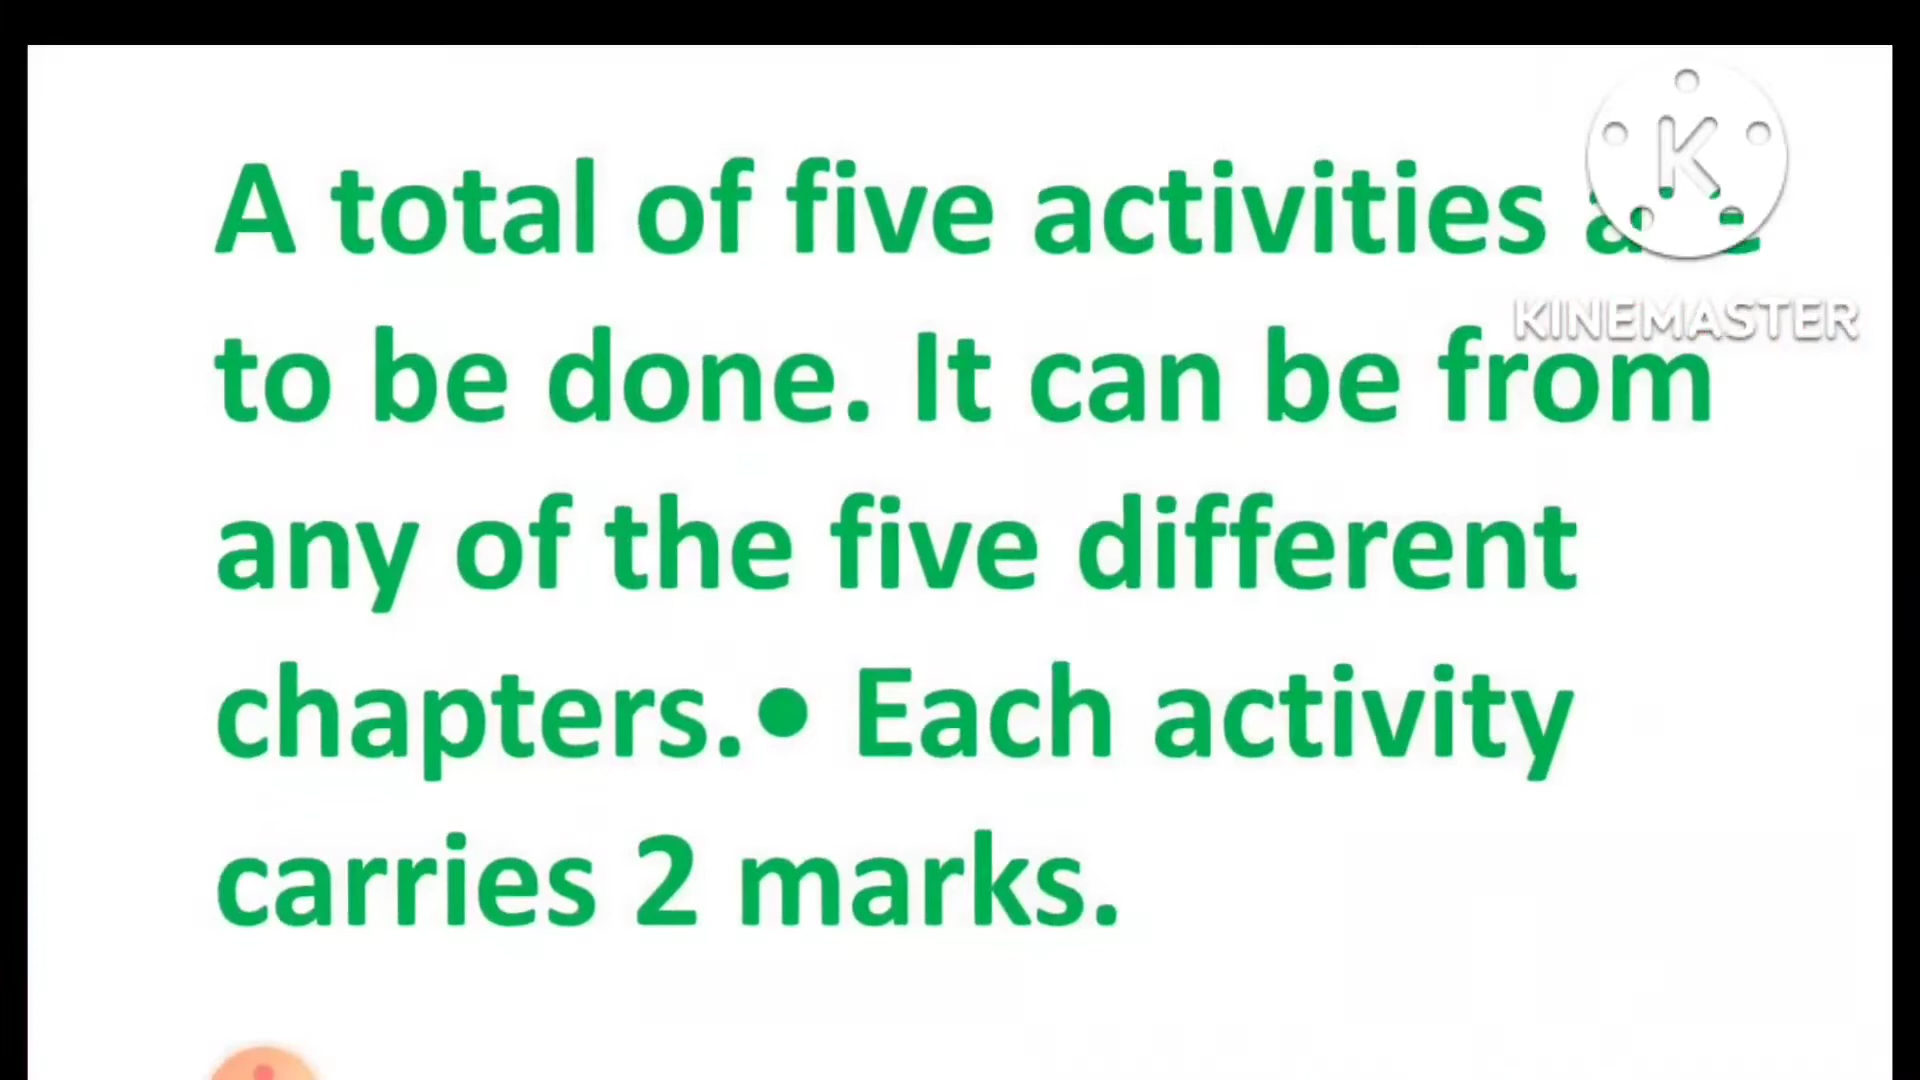 A total of five activities are
KINEMASTER
to be done. It can be from
any of the five different
chapters.• Each activity
carries 2 marks.